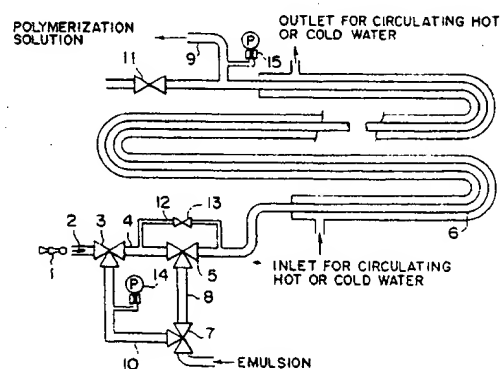 POLYMERIZATION
SOLUTION
OUTLET FOR CIRCULATING HOT
OR COLD WATER
P
9
15
11
12
13
2
3
4
6
1
5
P
14
8
INLET FOR CIRCULATING
HOT OR COLD WATER
7
10
EMULSION